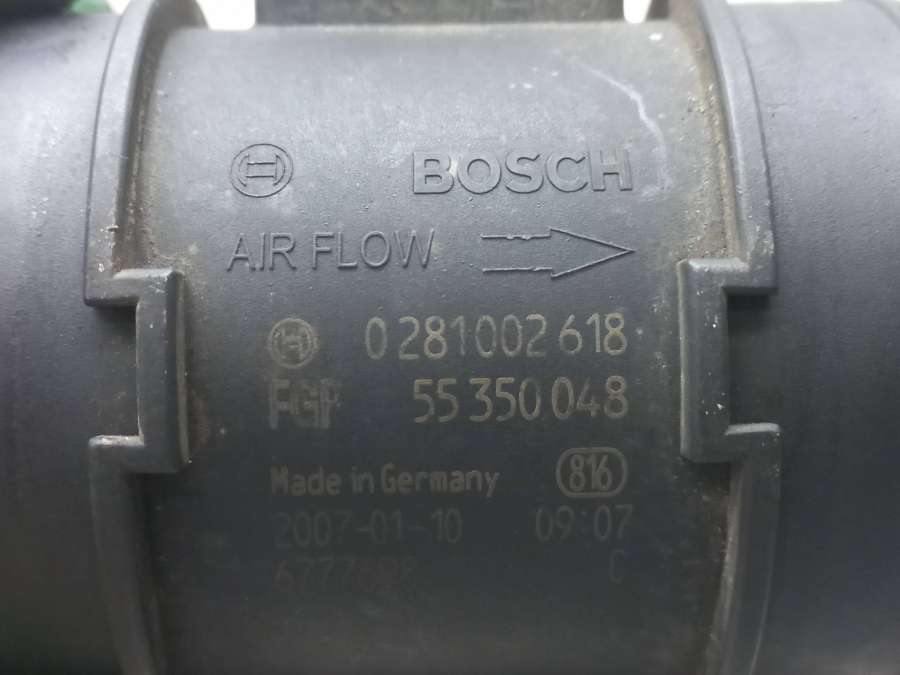 BOSCH
AIR FLOW
0 281 002 618
FGP 55 350 048
Made in Germany 816
2007-01-10 09:07
C